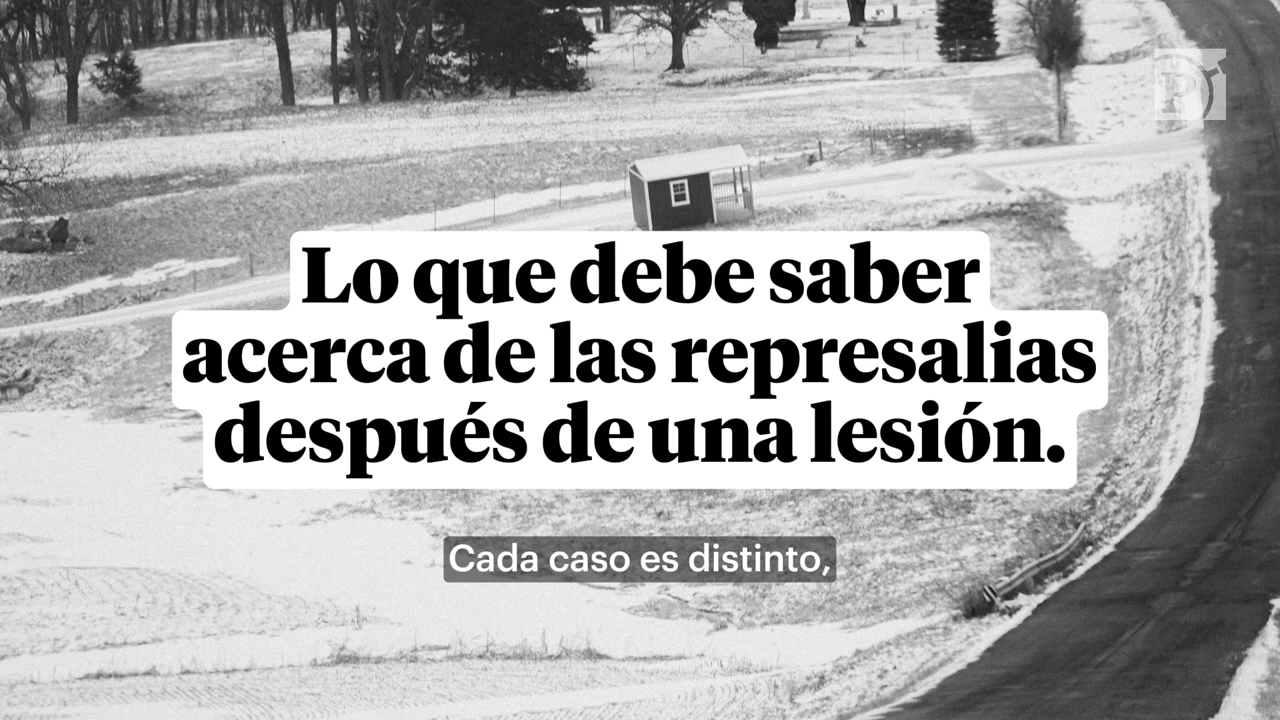 P
Lo que debe saber
acerca de las represalias
después de una lesión.
Cada caso es distinto,